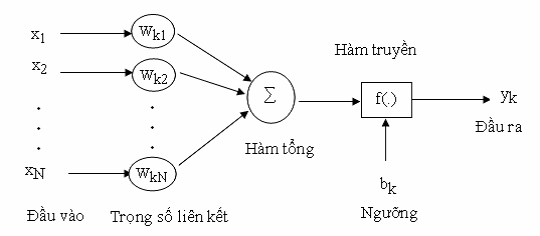 x1
Wk1
Hàm truyền
x2
Wk2
Σ
f(.)
yk
Đầu ra
Hàm tổng
xN
WkN
bk
Đầu vào
Trọng số liên kết
Ngưỡng